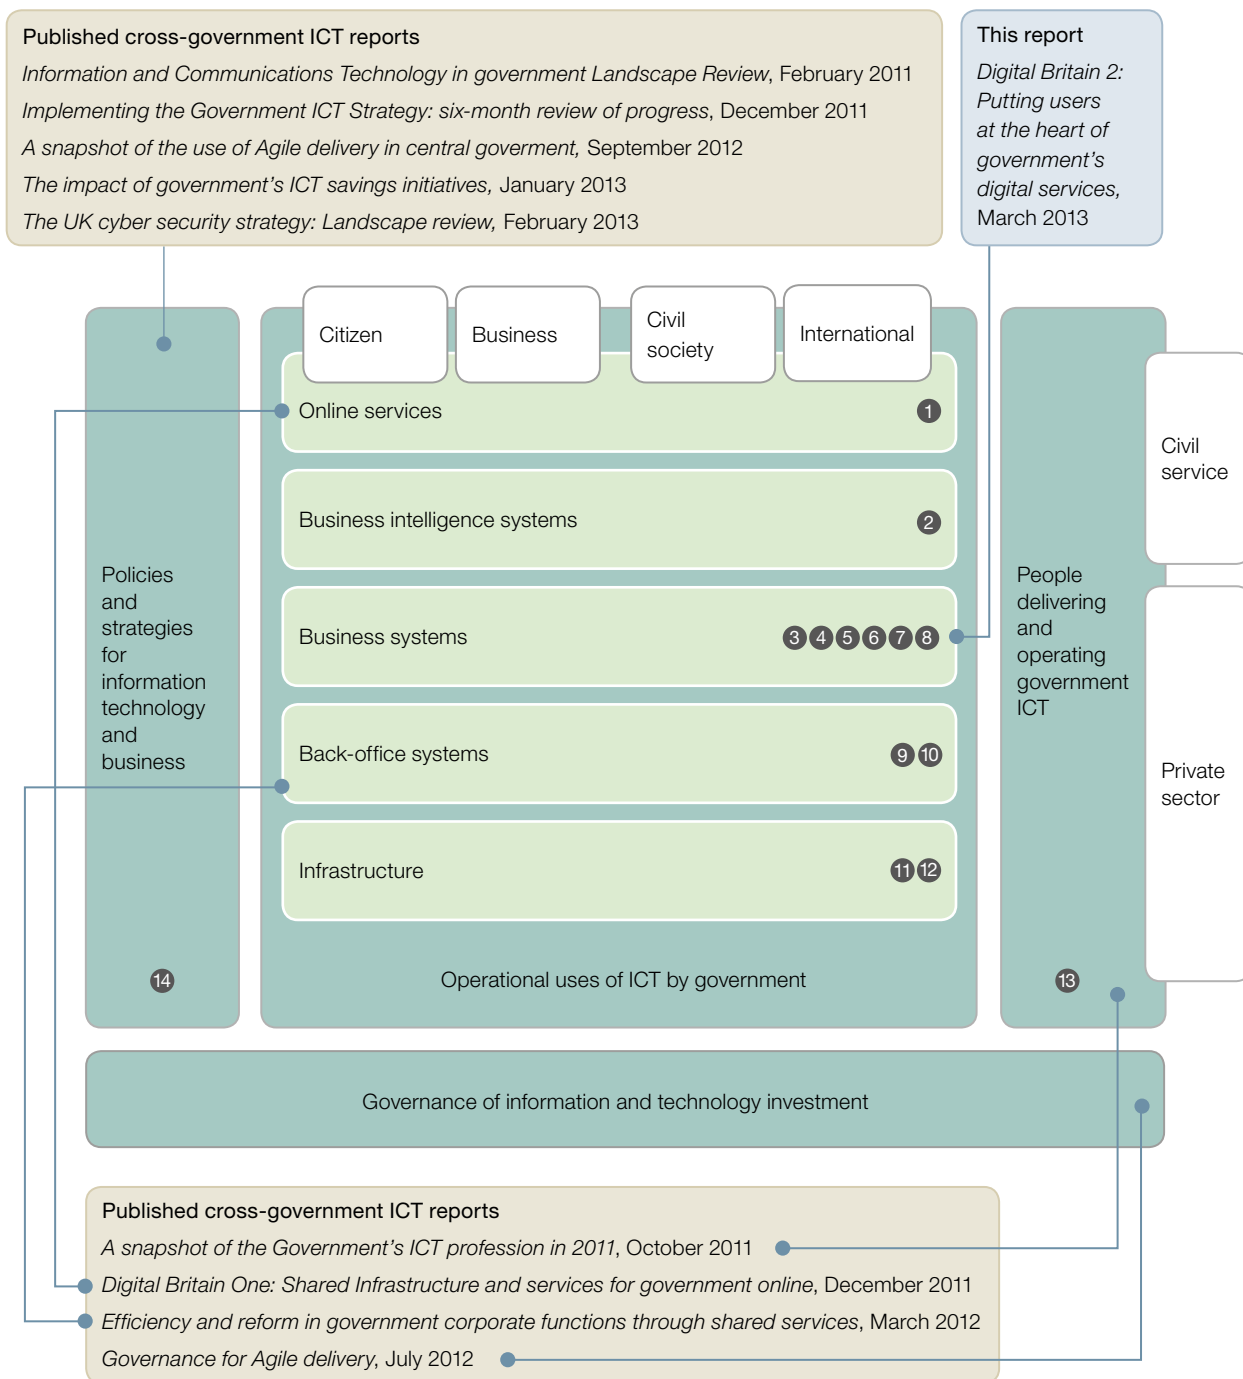 Published cross-government ICT reports
Information and Communications Technology in government Landscape Review, February 2011
Implementing the Government ICT Strategy: six-month review of progress, December 2011
A snapshot of the use of Agile delivery in central goverment, September 2012
The impact of government's ICT savings initiatives, January 2013
The UK cyber security strategy: Landscape review, February 2013
This report
Digital Britain 2:
Putting users
at the heart of
government's
digital services,
March 2013
Citizen
Business
Civil
society
International
Online services
1
Business intelligence systems
2
Business systems
3 4 5 6 7 8
Back-office systems
9 10
Infrastructure
11 12
Operational uses of ICT by government
Policies
and
strategies
for
information
technology
and
business
14
People
delivering
and
operating
government
ICT
13
Civil
service
Private
sector
Governance of information and technology investment
Published cross-government ICT reports
A snapshot of the Government's ICT profession in 2011, October 2011
Digital Britain One: Shared Infrastructure and services for government online, December 2011
Efficiency and reform in government corporate functions through shared services, March 2012
Governance for Agile delivery, July 2012